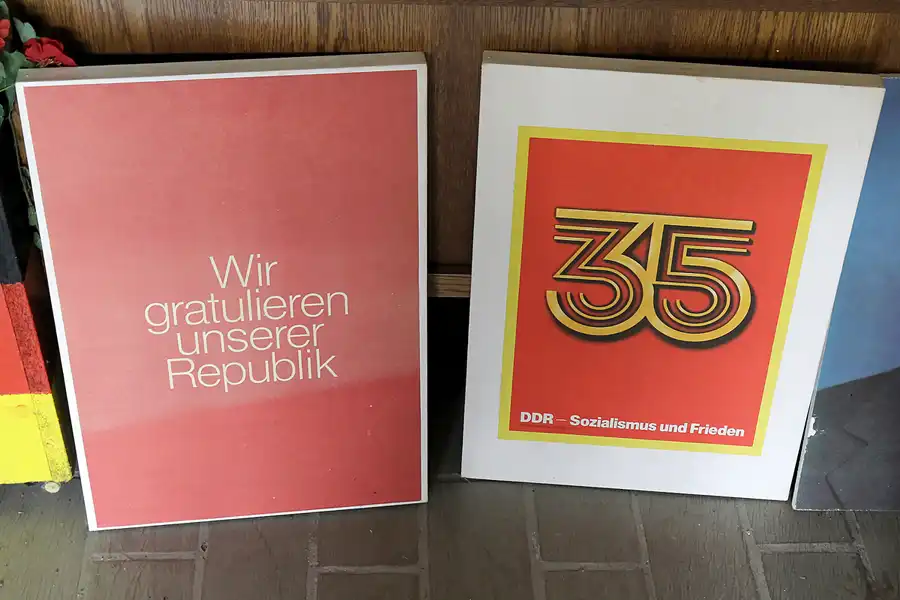 Wir
gratulieren
unserer
Republik
35
DDR – Sozialismus und Frieden